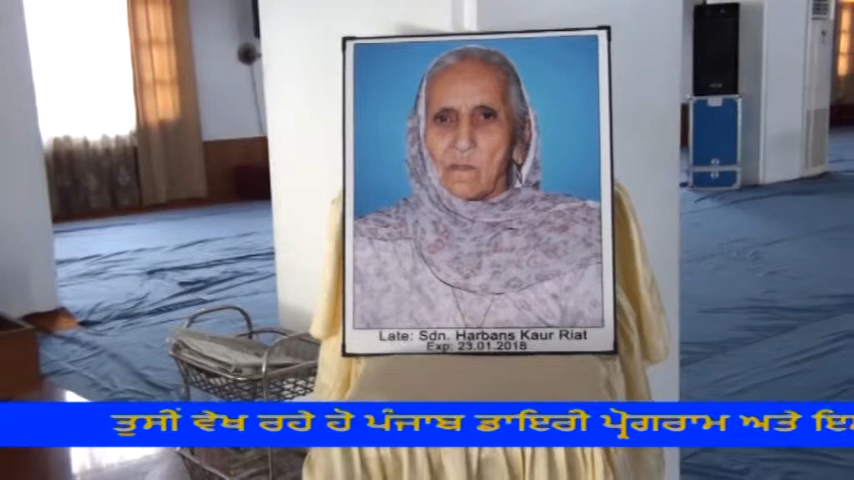 Late: Sdn. Harbans Kaur Riat
Exp: 23.01.2018
ਤੁਸੀਂ ਵੇਖ ਰਹੇ ਹੋ ਪੰਜਾਬ ਡਾਇਰੀ ਪ੍ਰੋਗਰਾਮ ਅਤੇ